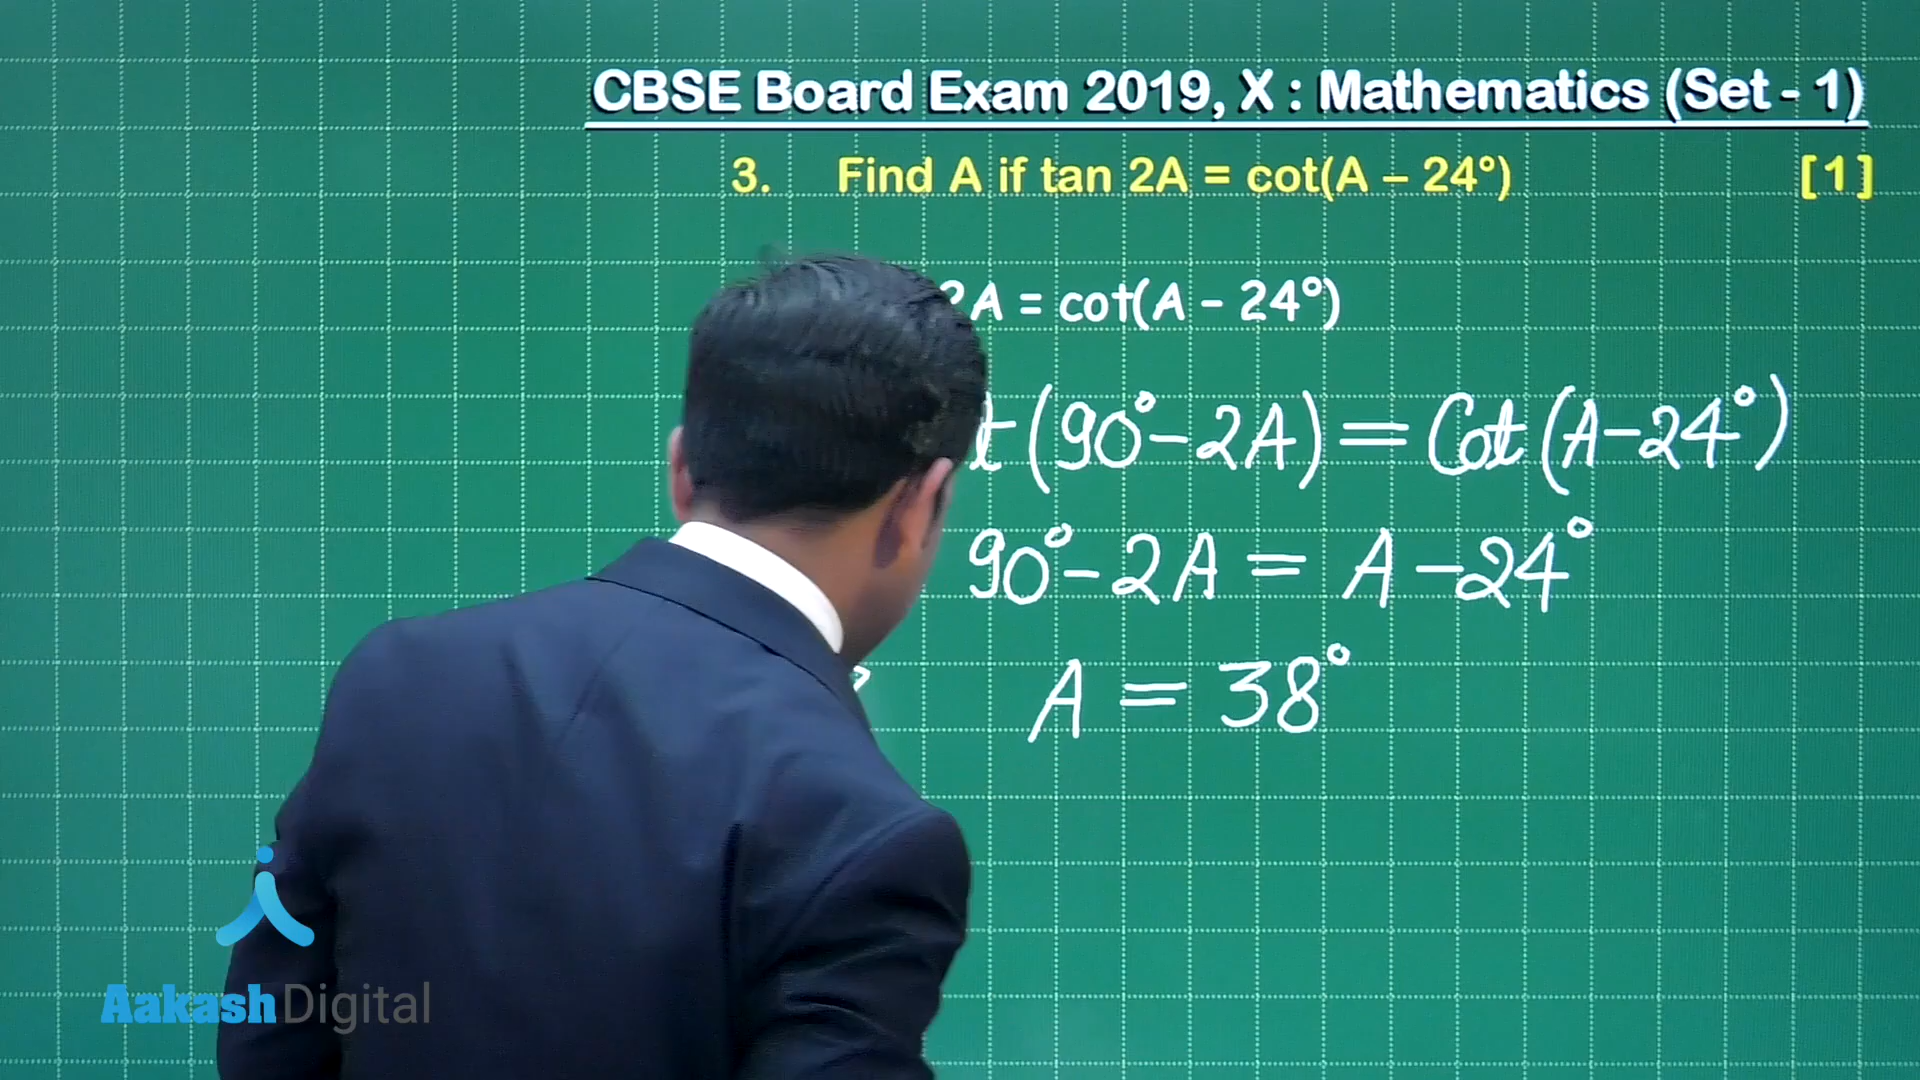 CBSE Board Exam 2019, X : Mathematics (Set - 1)
3. Find A if tan 2A = cot(A – 24°) [1]
2A = cot(A - 24°)
(90° - 2A) = Cot (A - 24°)
90° - 2A = A - 24°
A = 38°
Aakash Digital